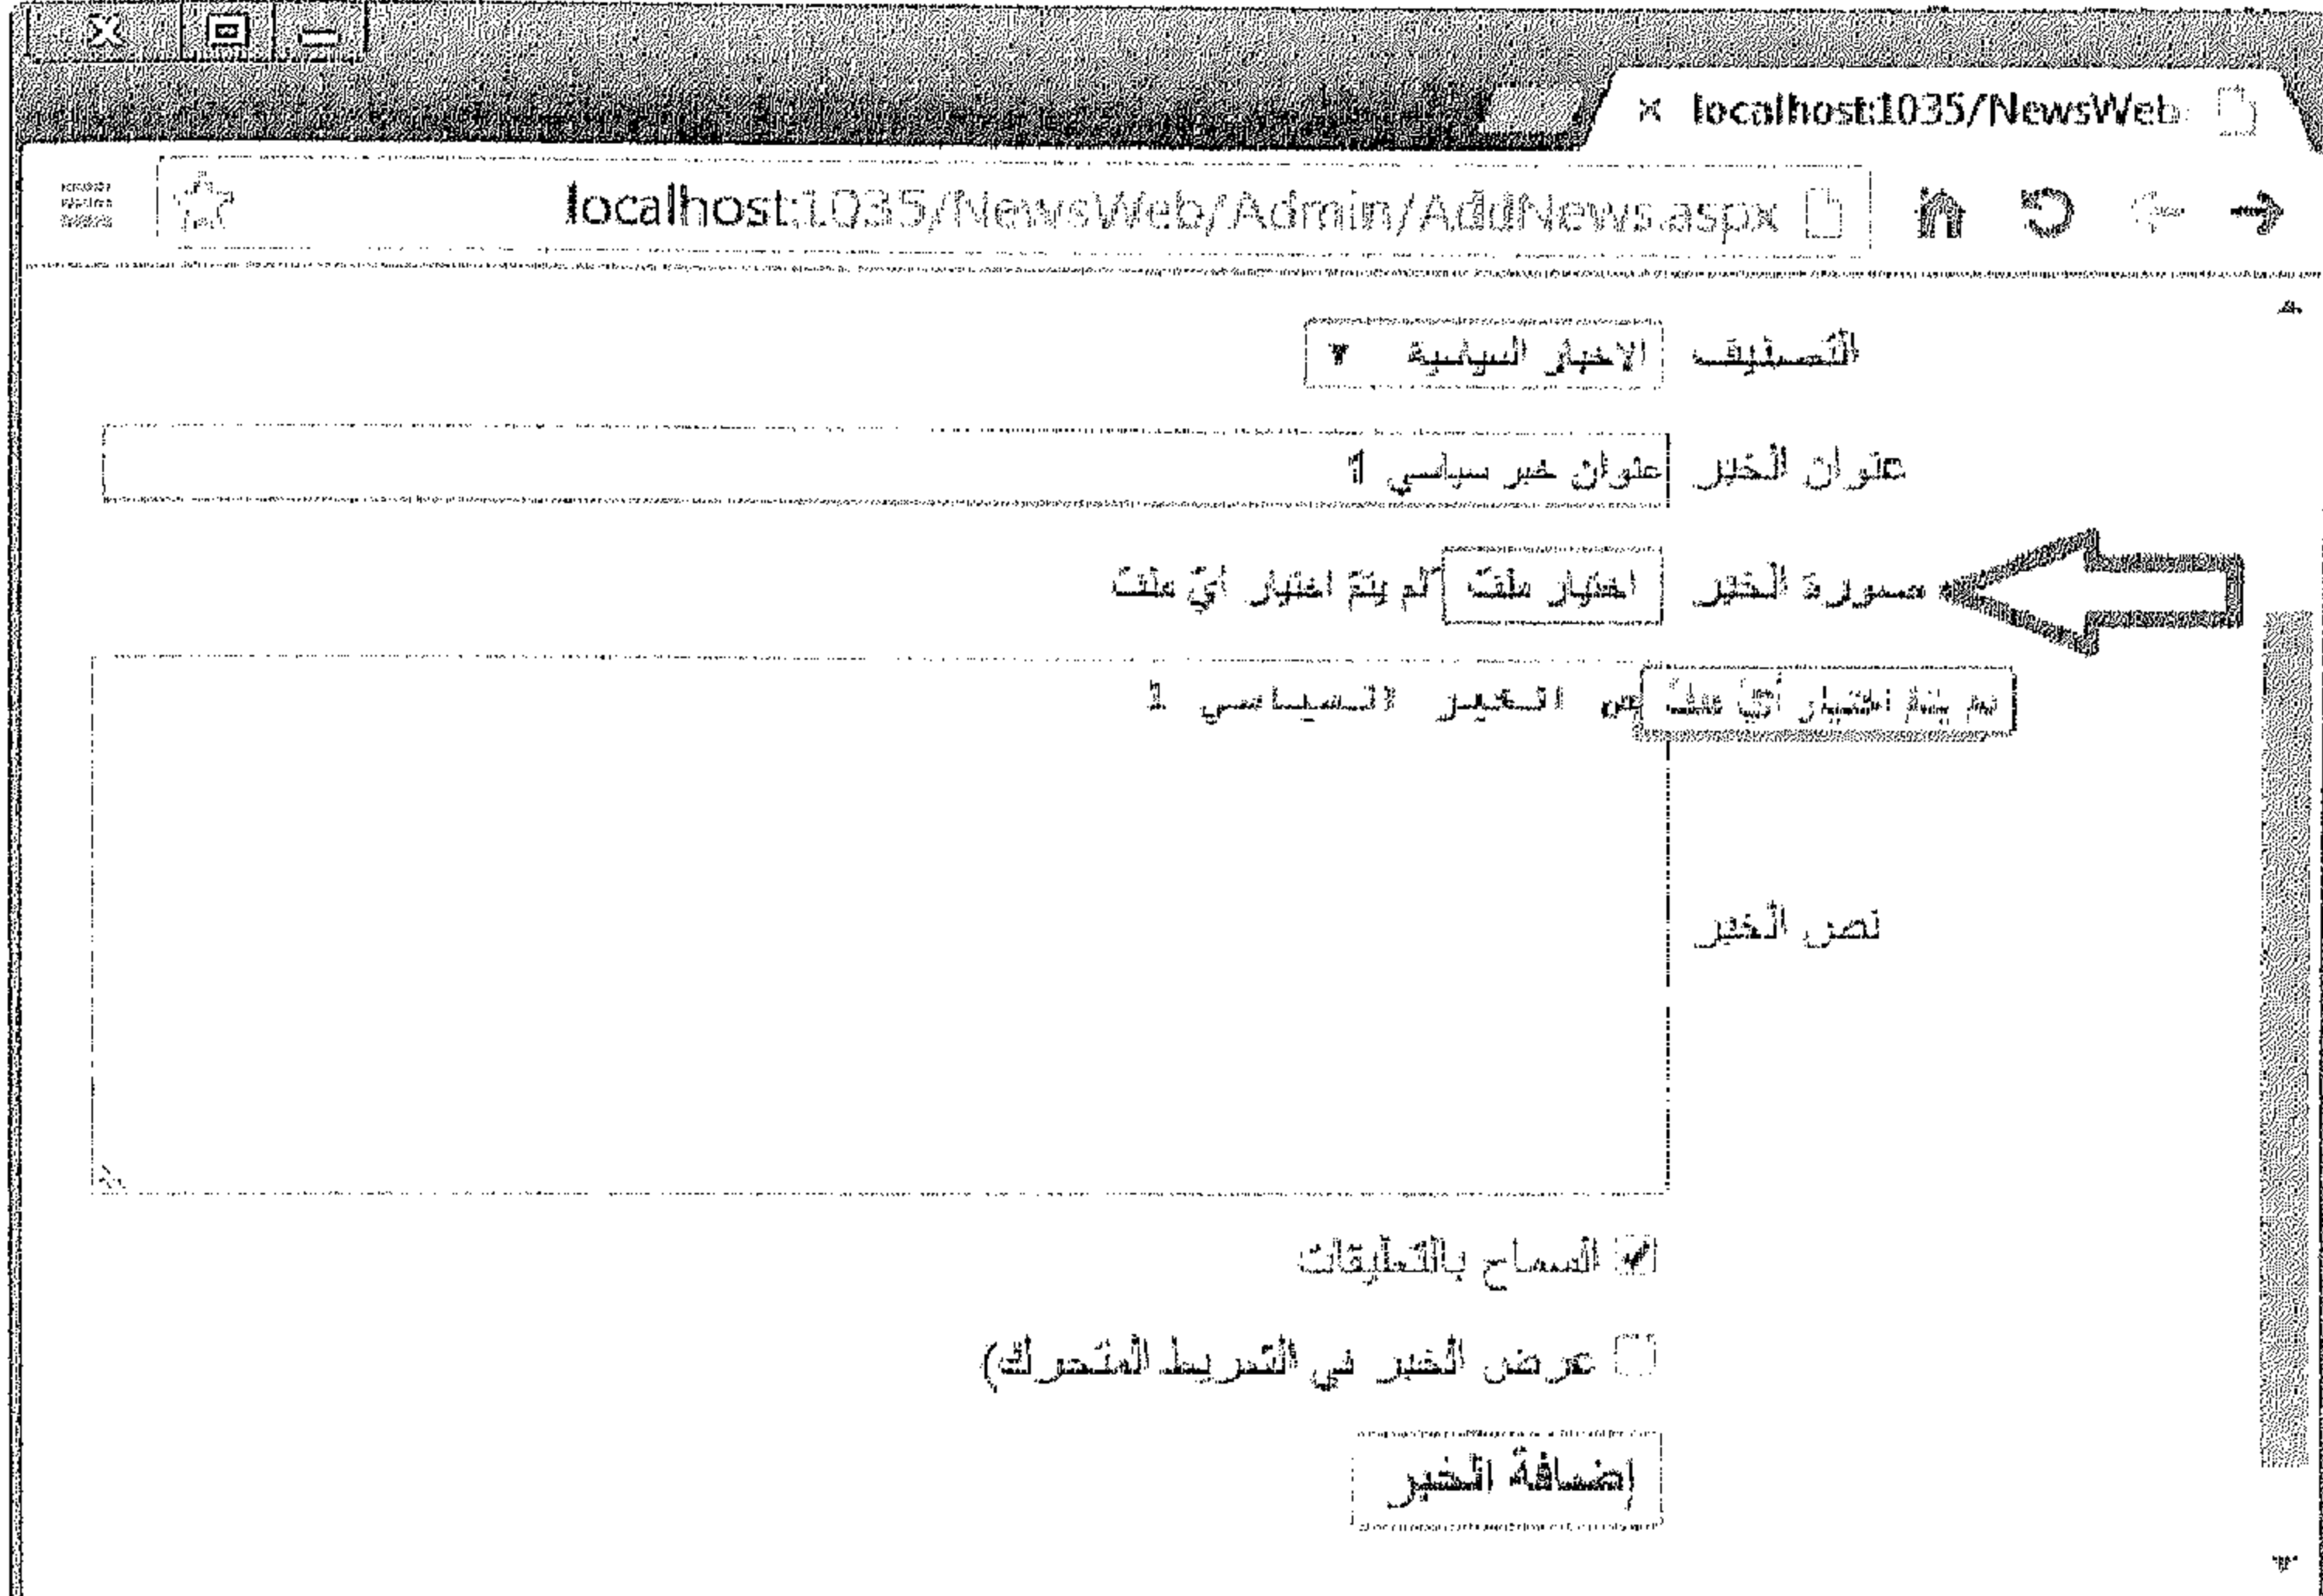 localhost:1035/NewsWeb
localhost:1035/NewsWeb/Admin/AddNews.aspx
التصنيف الاخبار السياسية
عنوان الخبر عنوان خبر سياسي 1
صورة الخبر اختيار ملفّ لم يتمّ اختيار أيّ ملفّ
لم يتمّ اختيار أيّ ملفّ ص الخبر السياسي 1
نص الخبر
السماح بالتعليقات
عرض الخبر في الشريط المتحرك)
إضافة الخبر